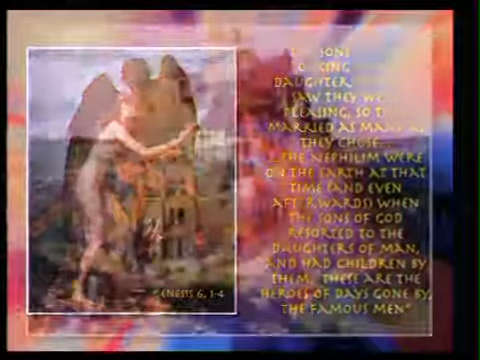 SONS
DAUGHTER
SAW THEY WE
PLEASING, SO
MARRIED AS MANY AS
THEY CHOSE...
...THE NEPHILIM WERE
ON THE EARTH AT THAT
TIME (AND EVEN
AFTERWARDS) WHEN
THE SONS OF GOD
RESORTED TO THE
DAUGHTERS OF MAN,
AND HAD CHILDREN BY
THEM. THESE ARE THE
HEROES OF DAYS GONE BY,
THE FAMOUS MEN"
GENESIS 6, 1-4